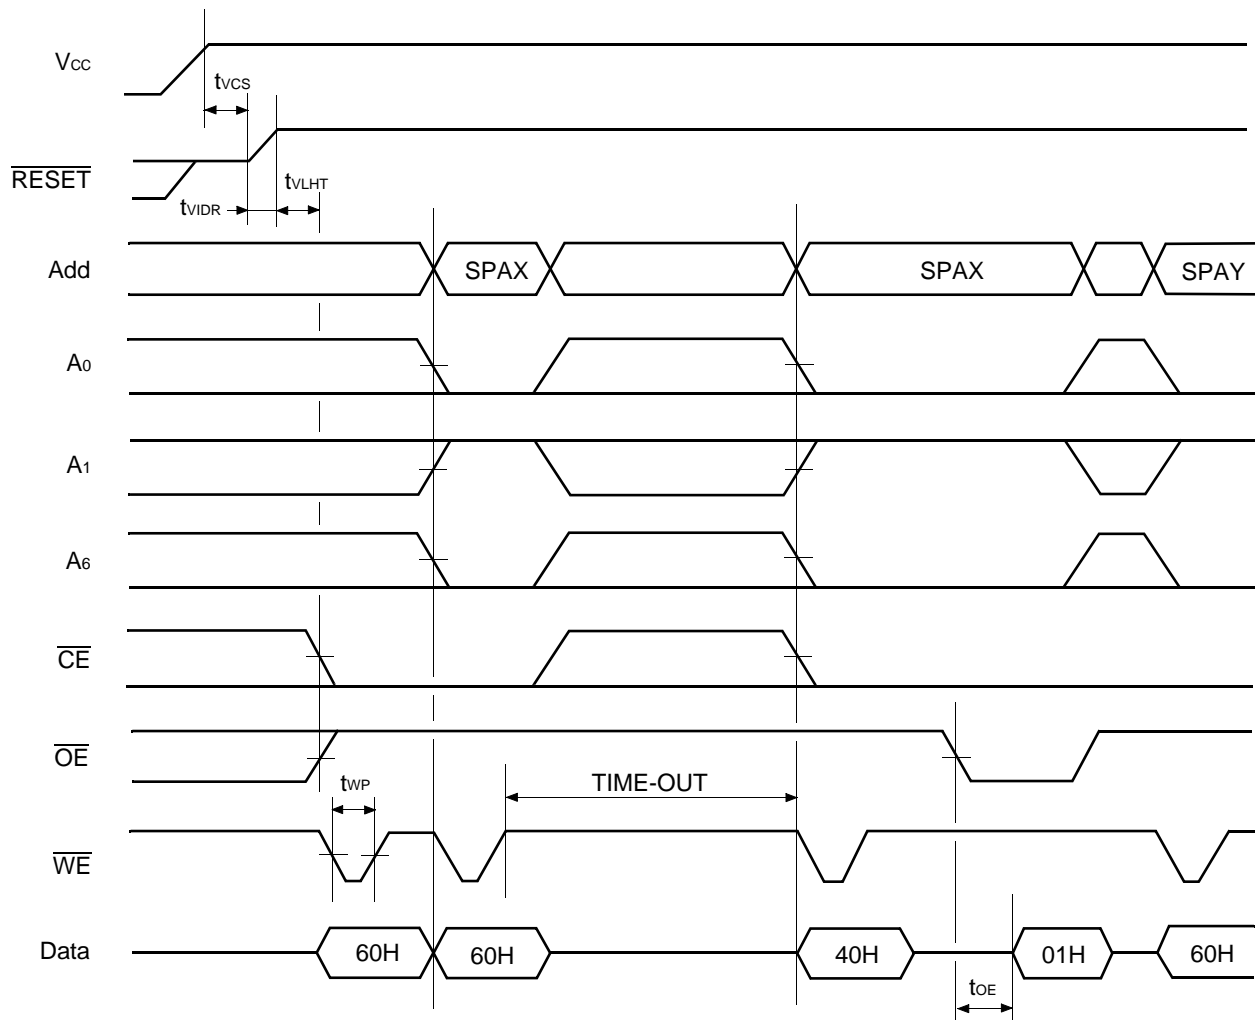 VCC
tVCS
RESET
tVLHT
tVIDR
Add
SPAX
SPAX
SPAY
A0
A1
A6
CE
OE
tWP
TIME-OUT
WE
Data
60H
60H
40H
01H
60H
tOE